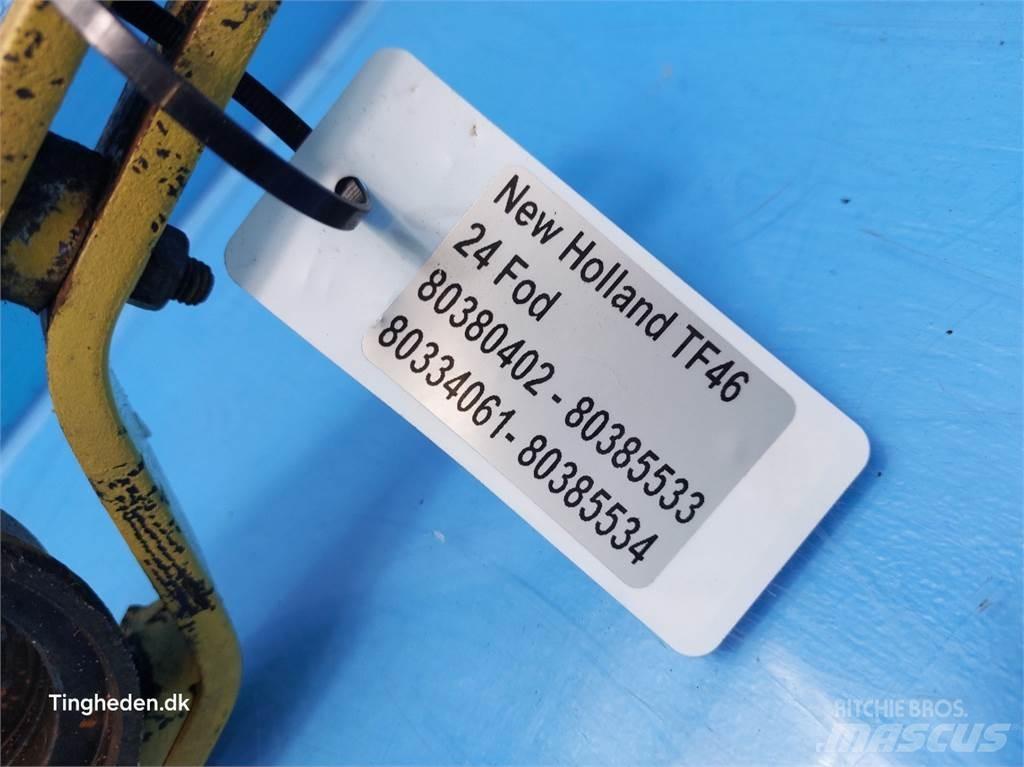 New Holland TF46
24 Fod
80380402 - 80385533
80334061- 80385534
Tingheden.dk
RITCHIE BROS.
MASCUS